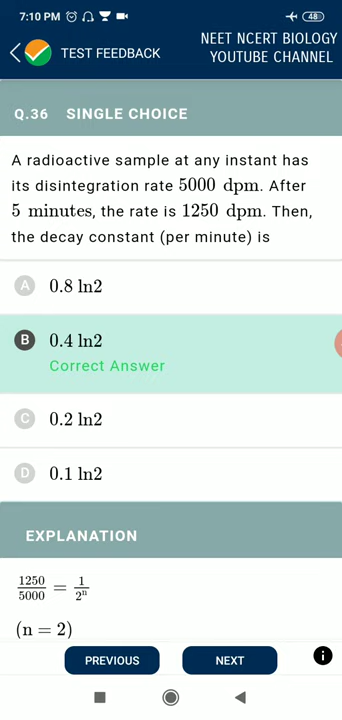 7:10 PM
48
TEST FEEDBACK
NEET NCERT BIOLOGY
YOUTUBE CHANNEL
Q.36 SINGLE CHOICE
A radioactive sample at any instant has
its disintegration rate 5000 dpm. After
5 minutes, the rate is 1250 dpm. Then,
the decay constant (per minute) is
A 0.8 ln2
B 0.4 ln2
Correct Answer
C 0.2 ln2
D 0.1 ln2
EXPLANATION
1250/5000 = 1/2ⁿ
(n = 2)
PREVIOUS
NEXT
i